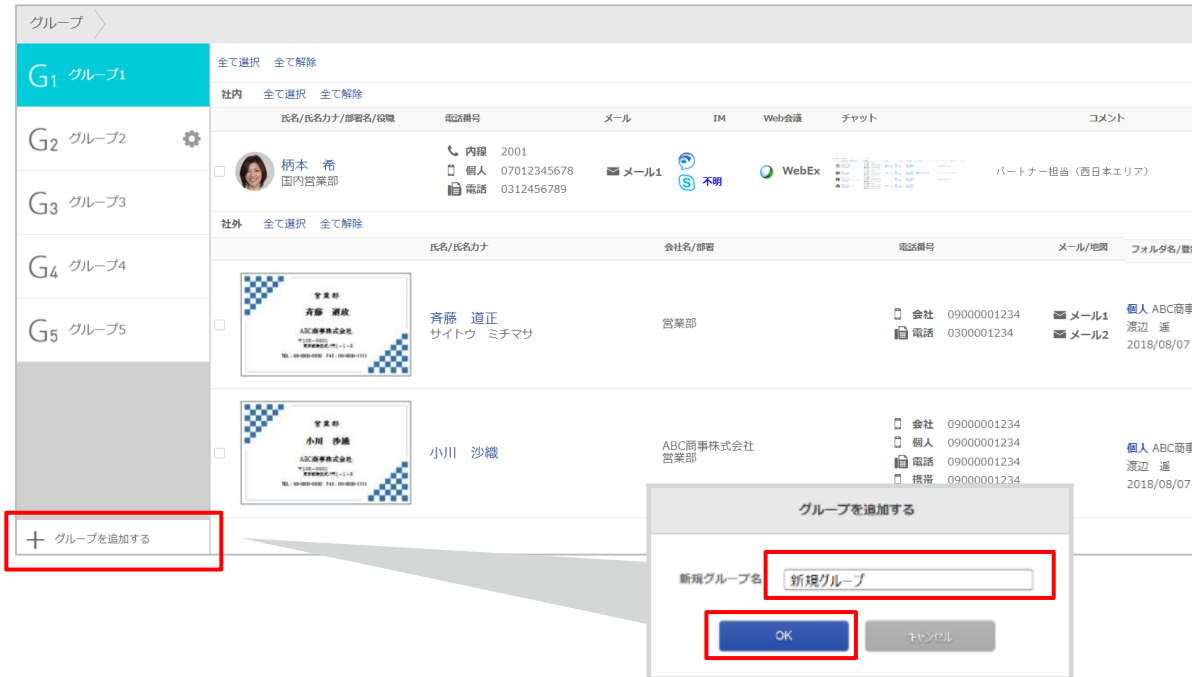 グループ
G1 グループ1
G2 グループ2
G3 グループ3
G4 グループ4
G5 グループ5
+ グループを追加する
全て選択 全て解除
社内 全て選択 全て解除
氏名/氏名カナ/部署名/役職 電話番号 メール IM Web会議 チャット コメント
柄本 希
国内営業部
内線 2001
個人 07012345678
電話 0312456789
メール1
不明
WebEx
パートナー担当（西日本エリア）
社外 全て選択 全て解除
氏名/氏名カナ 会社名/部署 電話番号 メール/地図 フォルダ名/登
営業部
斉藤 道政
ABC商事株式会社
斉藤 道正
サイトウ ミチマサ
営業部
会社 09000001234
電話 0300001234
メール1
メール2
個人 ABC商事
渡辺 遥
2018/08/07
営業部
小川 沙織
ABC商事株式会社
小川 沙織
ABC商事株式会社
営業部
会社 09000001234
個人 09000001234
電話 09000001234
携帯 09000001234
個人 ABC商事
渡辺 遥
2018/08/07
グループを追加する
新規グループ名 新規グループ
OK キャンセル